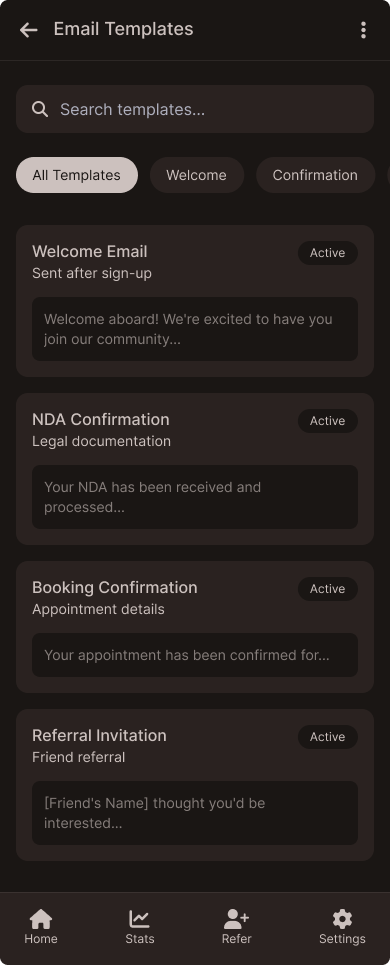 Email Templates
Search templates...
All Templates
Welcome
Confirmation
Welcome Email
Active
Sent after sign-up
Welcome aboard! We're excited to have you
join our community...
NDA Confirmation
Active
Legal documentation
Your NDA has been received and
processed...
Booking Confirmation
Active
Appointment details
Your appointment has been confirmed for...
Referral Invitation
Active
Friend referral
[Friend's Name] thought you'd be
interested...
Home
Stats
Refer
Settings